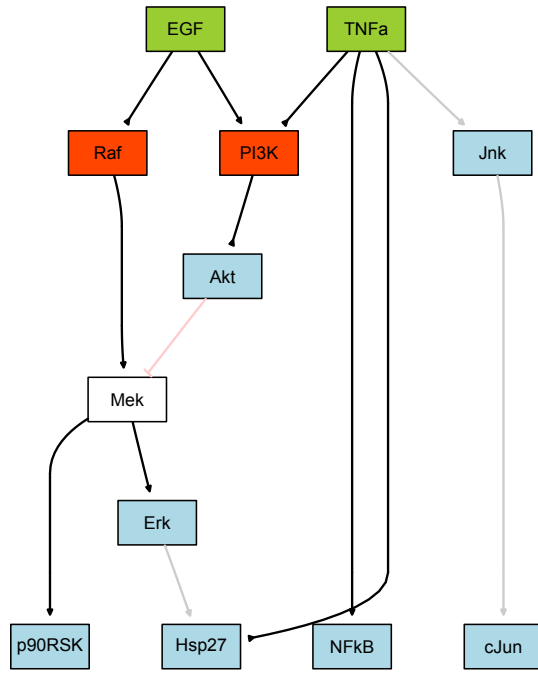 EGF
TNFa
Raf
PI3K
Jnk
Akt
Mek
Erk
p90RSK
Hsp27
NFkB
cJun